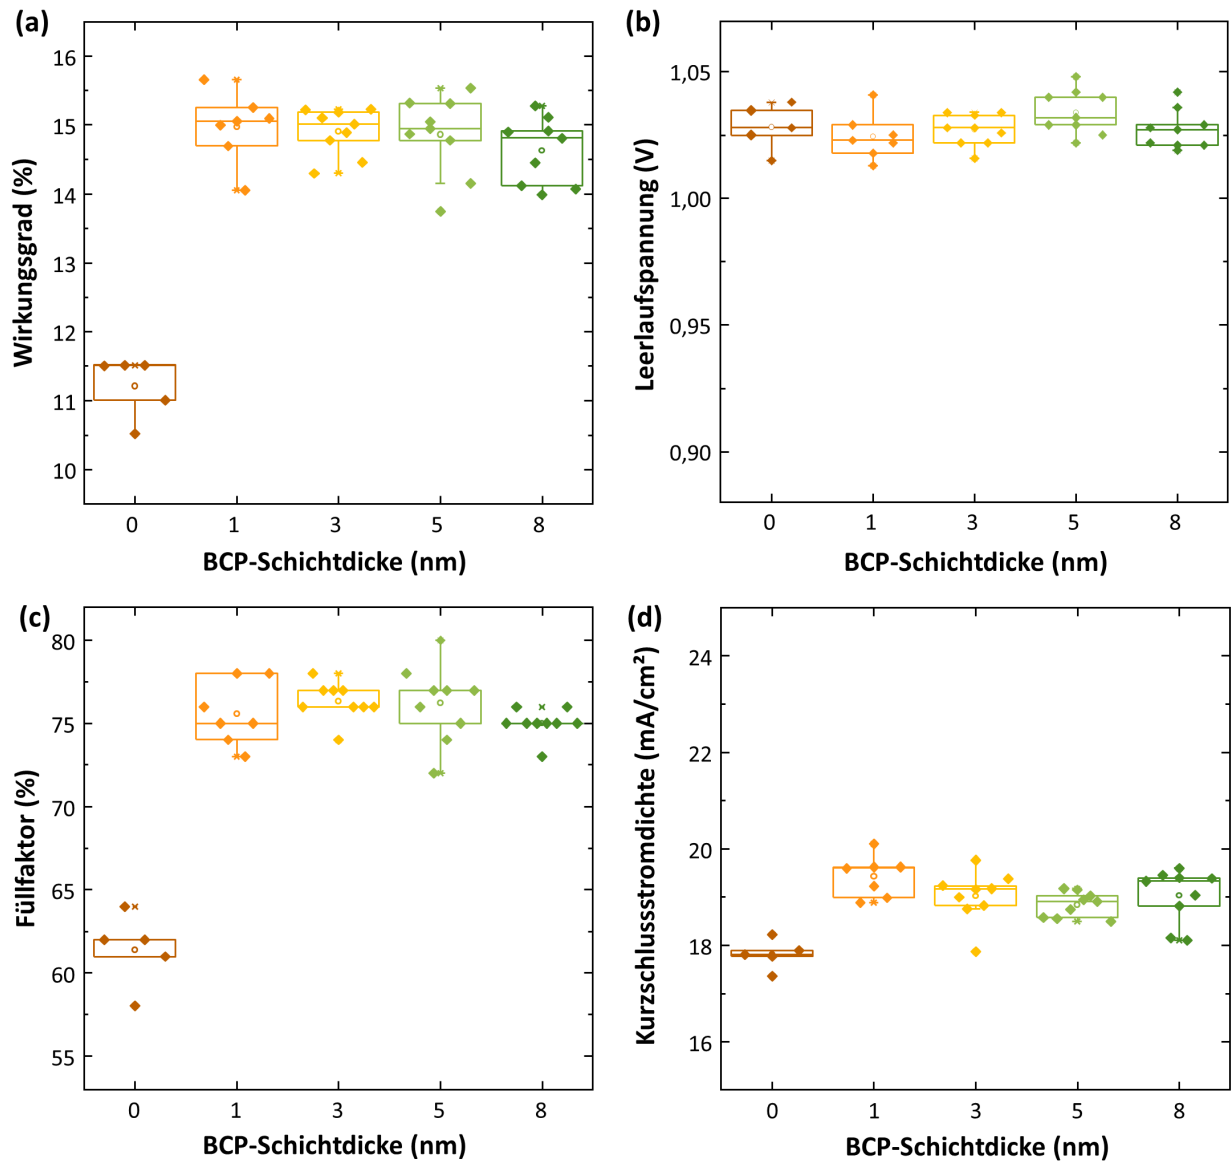 (a)
Wirkungsgrad (%)
16
15
14
13
12
11
10
0 1 3 5 8
BCP-Schichtdicke (nm)
(b)
Leerlaufspannung (V)
1,05
1,00
0,95
0,90
0 1 3 5 8
BCP-Schichtdicke (nm)
(c)
Füllfaktor (%)
80
75
70
65
60
55
0 1 3 5 8
BCP-Schichtdicke (nm)
(d)
Kurzschlussstromdichte (mA/cm²)
24
22
20
18
16
0 1 3 5 8
BCP-Schichtdicke (nm)